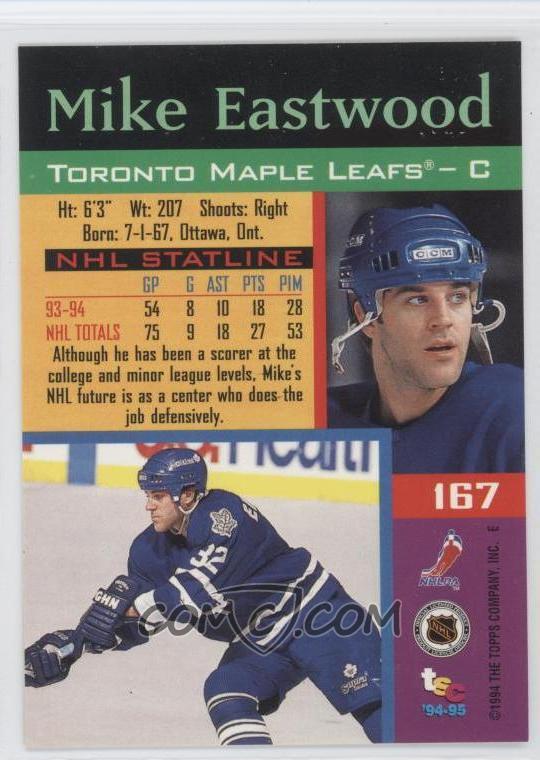 Mike Eastwood
TORONTO MAPLE LEAFS® – C
Ht: 6'3" Wt: 207 Shoots: Right
Born: 7-1-67, Ottawa, Ont.
NHL STATLINE
GP G AST PTS PIM
93-94 54 8 10 18 28
NHL TOTALS 75 9 18 27 53
Although he has been a scorer at the
college and minor league levels, Mike's
NHL future is as a center who does the
job defensively.
CCM
167
NHLPA™
NHL
tsc
'94-95
©1994 THE TOPPS COMPANY, INC. E
COMC.COM